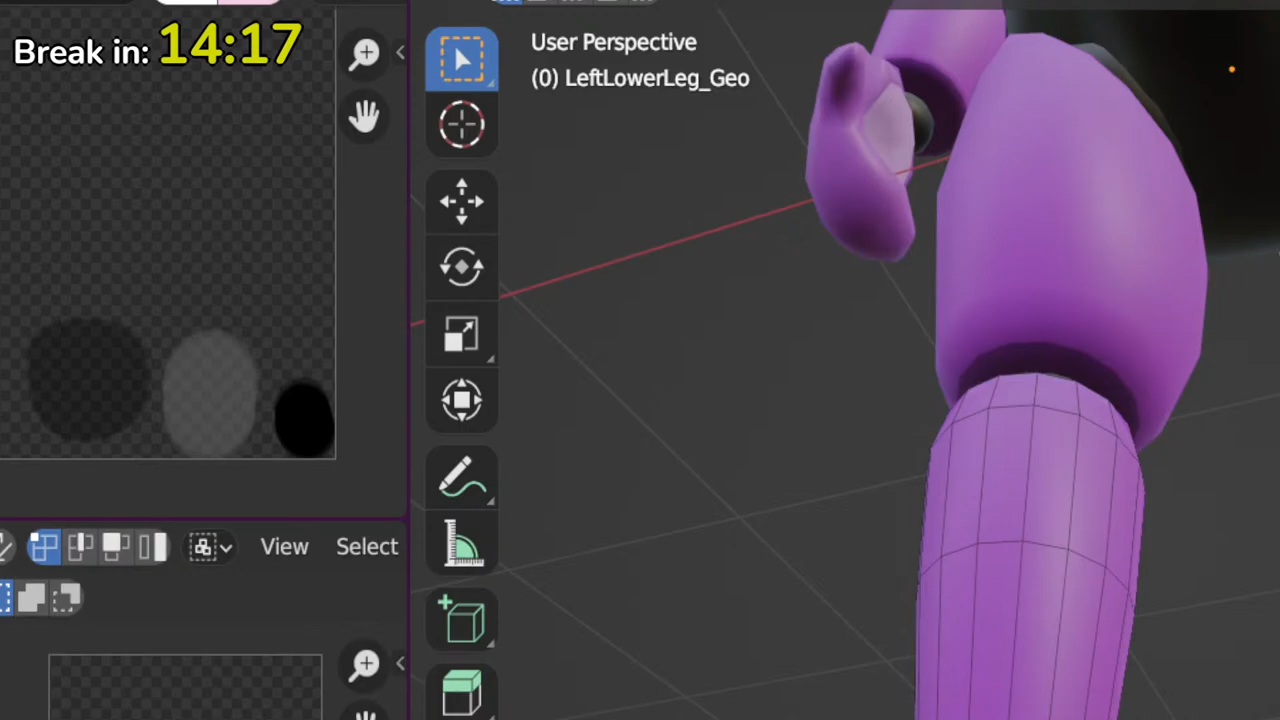 Break in: 14:17
User Perspective
(0) LeftLowerLeg_Geo
View Select